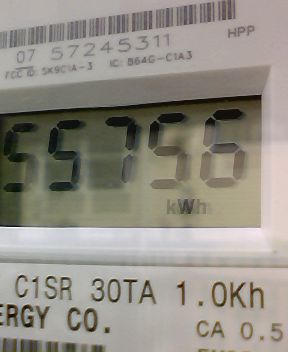 HPP
07 57245311
FCC ID: SK9C1A-3 IC: B64G-C1A3
55756
kWh
C1SR 30TA 1.0Kh
ERGY CO.
CA 0.5